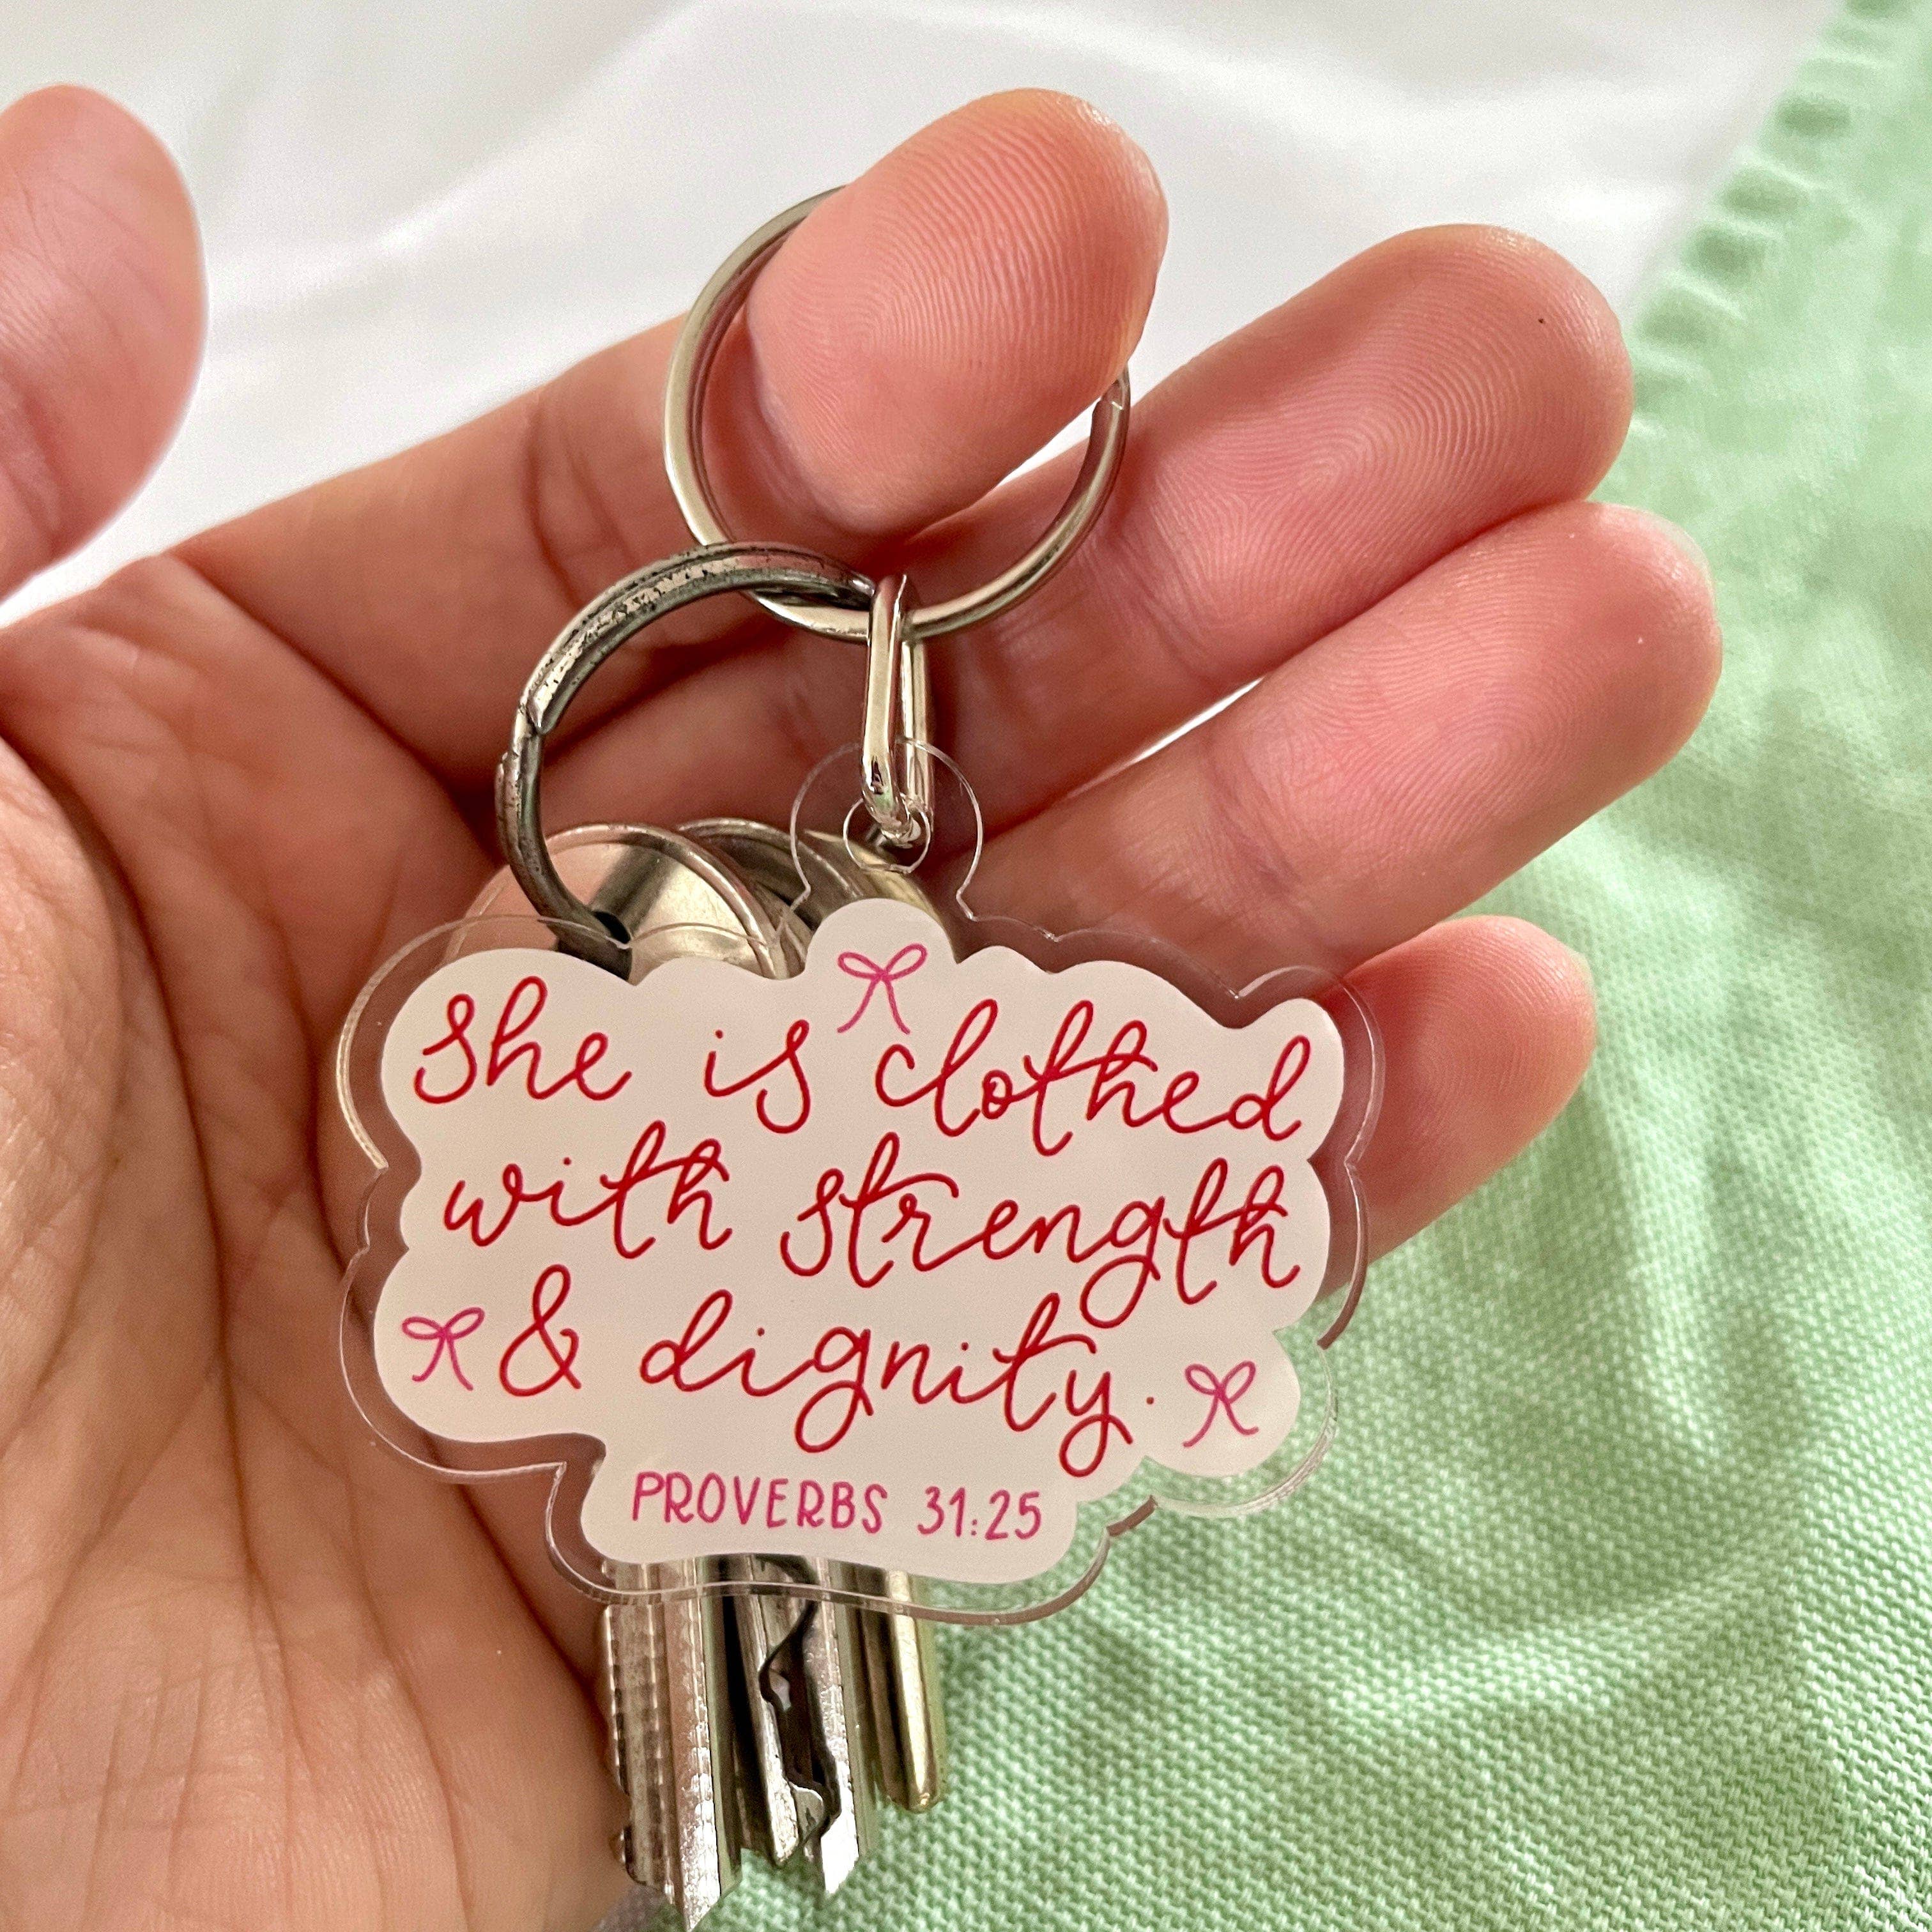 She is clothed
with strength
& dignity.
PROVERBS 31:25